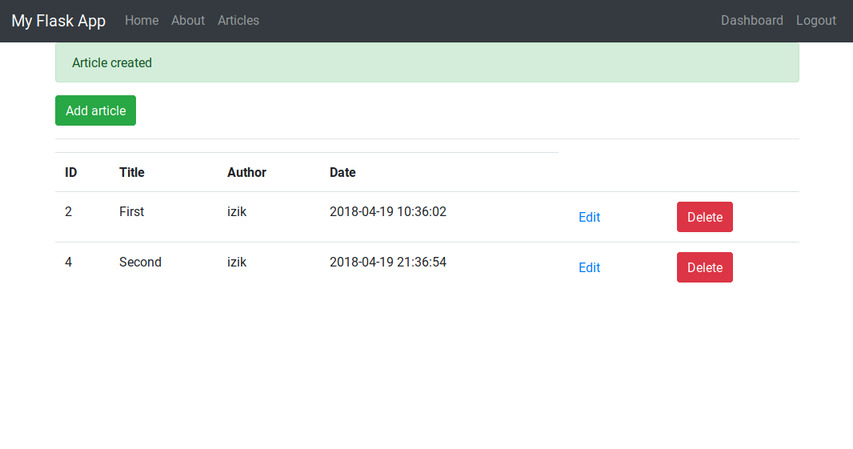 My Flask App Home About Articles Dashboard Logout
Article created
Add article
ID Title Author Date
2 First izik 2018-04-19 10:36:02 Edit Delete
4 Second izik 2018-04-19 21:36:54 Edit Delete